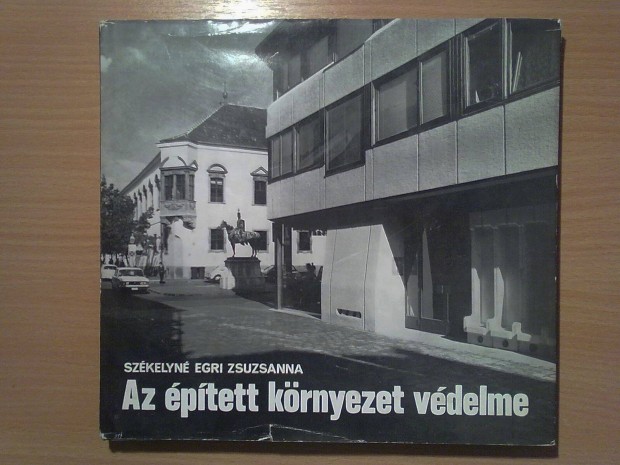 SZÉKELYNÉ EGRI ZSUZSANNA
Az épített környezet védelme